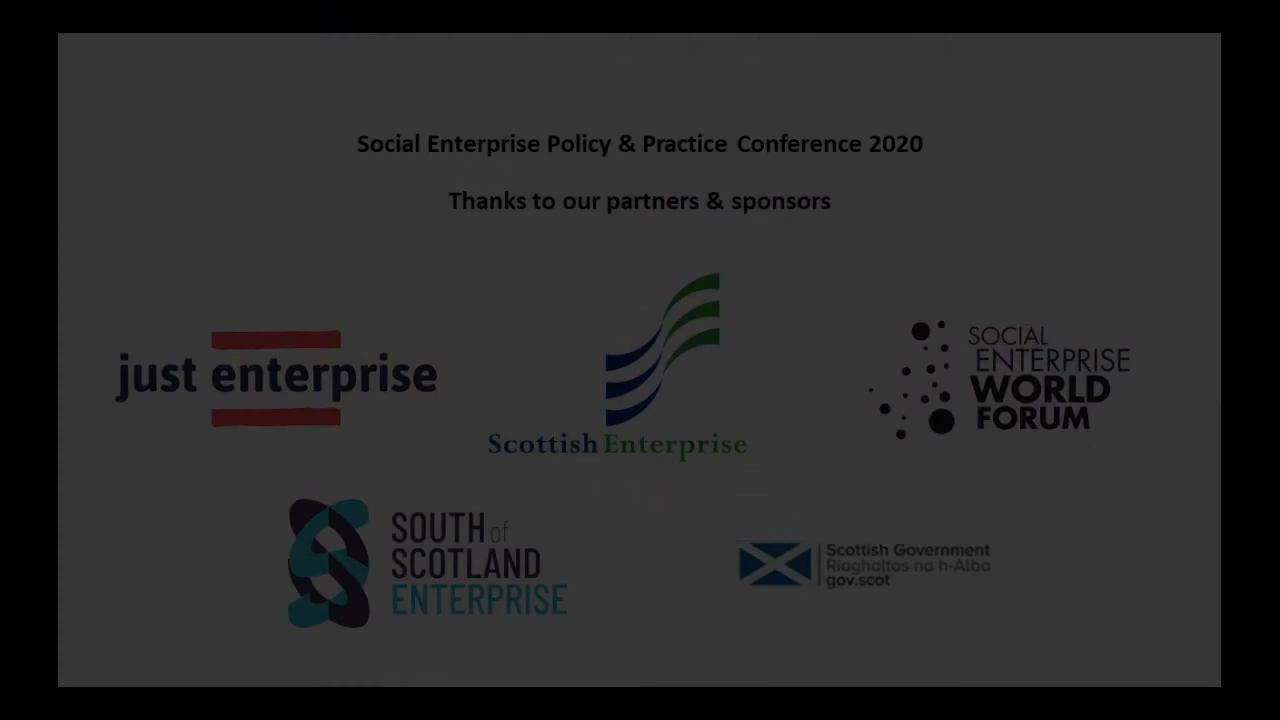 Social Enterprise Policy & Practice Conference 2020
Thanks to our partners & sponsors
just enterprise
Scottish Enterprise
SOCIAL
ENTERPRISE
WORLD
FORUM
SOUTH of
SCOTLAND
ENTERPRISE
Scottish Government
Riaghaltas na h-Alba
gov.scot